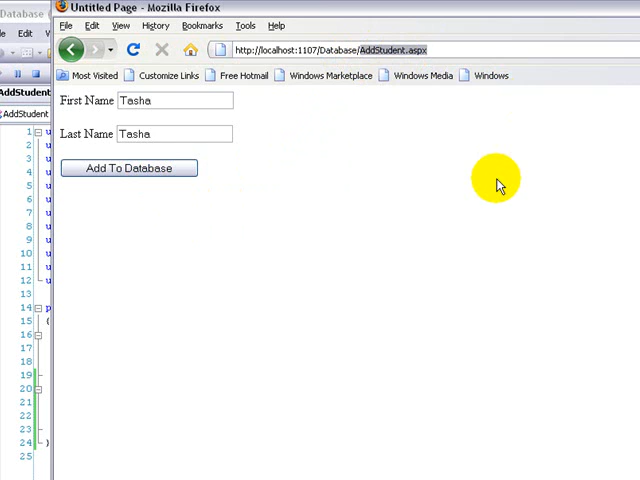 Untitled Page - Mozilla Firefox
File Edit View History Bookmarks Tools Help
http://localhost:1107/Database/AddStudent.aspx
Most Visited Customize Links Free Hotmail Windows Marketplace Windows Media Windows
First Name Tasha
Last Name Tasha
Add To Database
Database (
le Edit
AddStudent
AddStudent
1 u
2 u
3 u
4 u
5 u
6 u
7 u
8 u
9 u
10 u
11 u
12 u
13
14 p
15 {
16
17
18
19
20
21
22
23
24 }
25